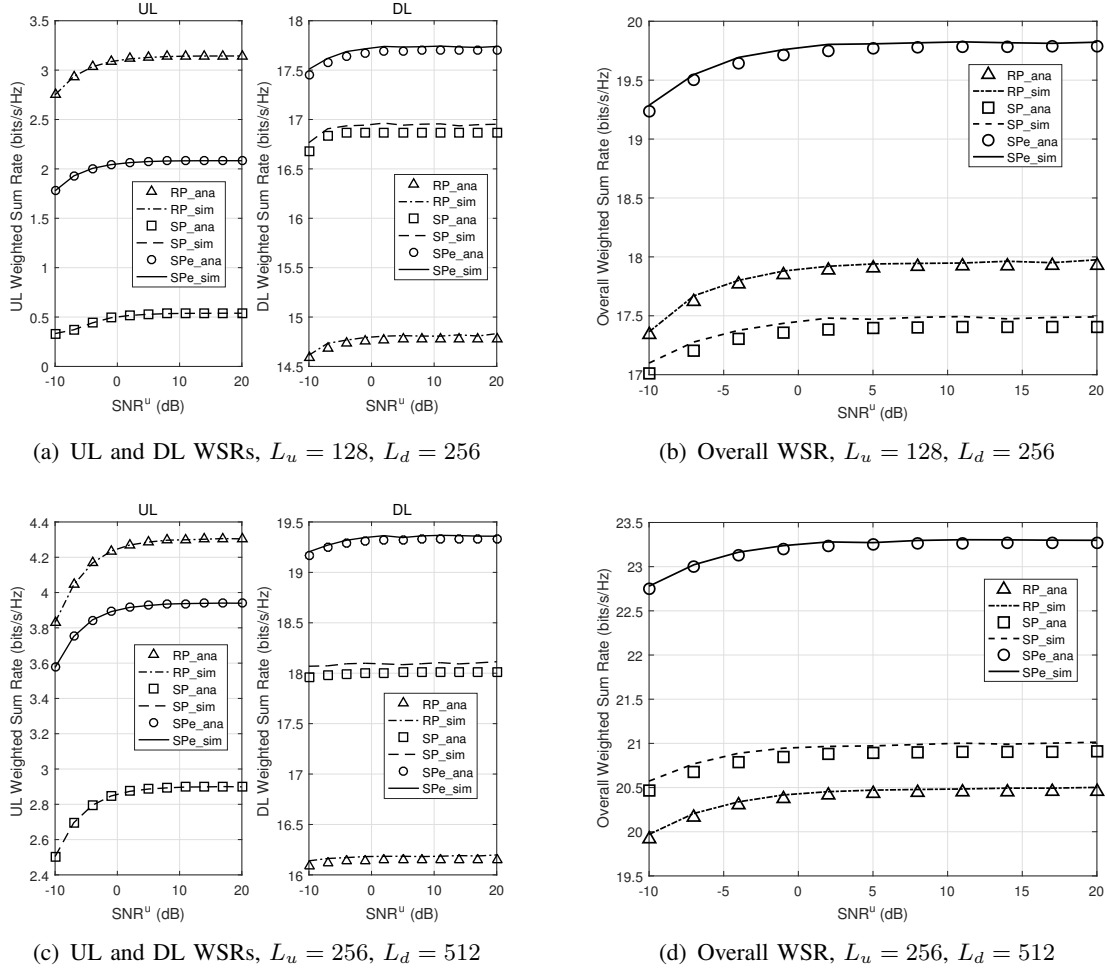 UL
UL Weighted Sum Rate (bits/s/Hz)
3.5
3
2.5
2
1.5
1
0.5
0
-10 0 10 20
SNR^u (dB)
RP_ana
RP_sim
SP_ana
SP_sim
SPe_ana
SPe_sim
DL
DL Weighted Sum Rate (bits/s/Hz)
18
17.5
17
16.5
16
15.5
15
14.5
-10 0 10 20
SNR^u (dB)
RP_ana
RP_sim
SP_ana
SP_sim
SPe_ana
SPe_sim
(a) UL and DL WSRs, L_u = 128, L_d = 256
Overall Weighted Sum Rate (bits/s/Hz)
20
19.5
19
18.5
18
17.5
17
-10 -5 0 5 10 15 20
SNR^u (dB)
RP_ana
RP_sim
SP_ana
SP_sim
SPe_ana
SPe_sim
(b) Overall WSR, L_u = 128, L_d = 256
UL
UL Weighted Sum Rate (bits/s/Hz)
4.4
4.2
4
3.8
3.6
3.4
3.2
3
2.8
2.6
2.4
-10 0 10 20
SNR^u (dB)
RP_ana
RP_sim
SP_ana
SP_sim
SPe_ana
SPe_sim
DL
DL Weighted Sum Rate (bits/s/Hz)
19.5
19
18.5
18
17.5
17
16.5
16
-10 0 10 20
SNR^u (dB)
RP_ana
RP_sim
SP_ana
SP_sim
SPe_ana
SPe_sim
(c) UL and DL WSRs, L_u = 256, L_d = 512
Overall Weighted Sum Rate (bits/s/Hz)
23.5
23
22.5
22
21.5
21
20.5
20
19.5
-10 -5 0 5 10 15 20
SNR^u (dB)
RP_ana
RP_sim
SP_ana
SP_sim
SPe_ana
SPe_sim
(d) Overall WSR, L_u = 256, L_d = 512